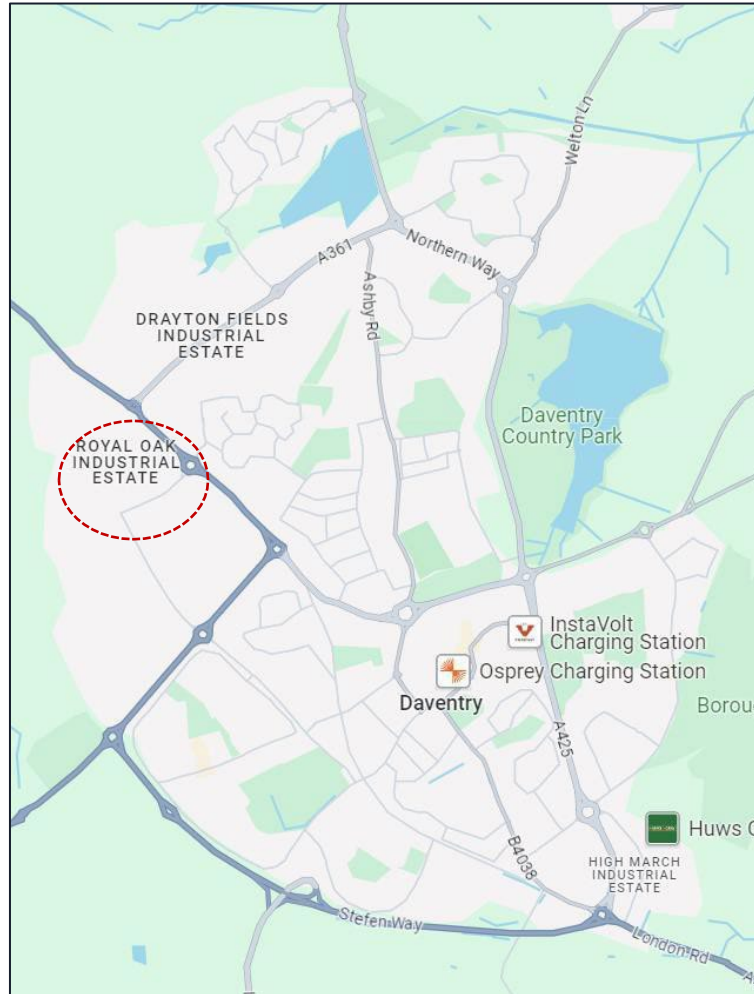 Welton Ln
Northern Way
A361
Ashby Rd
DRAYTON FIELDS
INDUSTRIAL
ESTATE
Daventry
Country Park
ROYAL OAK
INDUSTRIAL
ESTATE
InstaVolt
Charging Station
Osprey Charging Station
Daventry
Borou
A425
Huws
B4038
HIGH MARCH
INDUSTRIAL
ESTATE
Stefen Way
London Rd